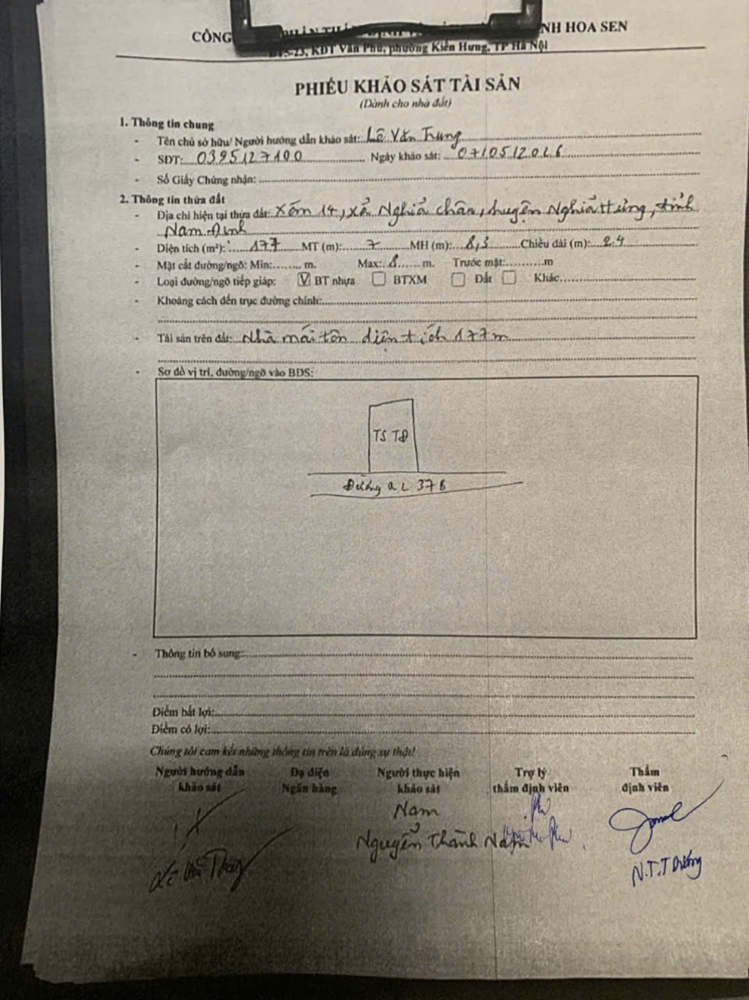 CÔNG NH HOA SEN
BT5-23, KĐT Văn Phú, phường Kiến Hưng, TP Hà Nội
PHIẾU KHẢO SÁT TÀI SẢN
(Dành cho nhà đất)
1. Thông tin chung
- Tên chủ sở hữu/ Người hướng dẫn khảo sát: Lê Văn Trung
- SĐT: 0395127100 Ngày khảo sát: 07/05/2026
- Số Giấy Chứng nhận:
2. Thông tin thửa đất
- Địa chỉ hiện tại thửa đất: Xóm 14, xã Nghĩa Châu, huyện Nghĩa Hưng, tỉnh
Nam Định
- Diện tích (m²): 177 MT (m): 7 MH (m): 8,3 Chiều dài (m): 24
- Mặt cắt đường/ngõ: Min: m. Max: 8 m. Trước mặt: m
- Loại đường/ngõ tiếp giáp: V BT nhựa BTXM Đất Khác
- Khoảng cách đến trục đường chính:
- Tài sản trên đất: Nhà mái tôn diện tích 177m
- Sơ đồ vị trí, đường/ngõ vào BĐS:
TS TĐ
Đường QL 37B
- Thông tin bổ sung:
Điểm bất lợi:
Điểm có lợi:
Chúng tôi cam kết những thông tin trên là đúng sự thật!
Người hướng dẫn khảo sát
Đại diện Ngân hàng
Người thực hiện khảo sát
Trợ lý thẩm định viên
Thẩm định viên
Nam
Nguyễn Thành Nam
N.T.T Dương